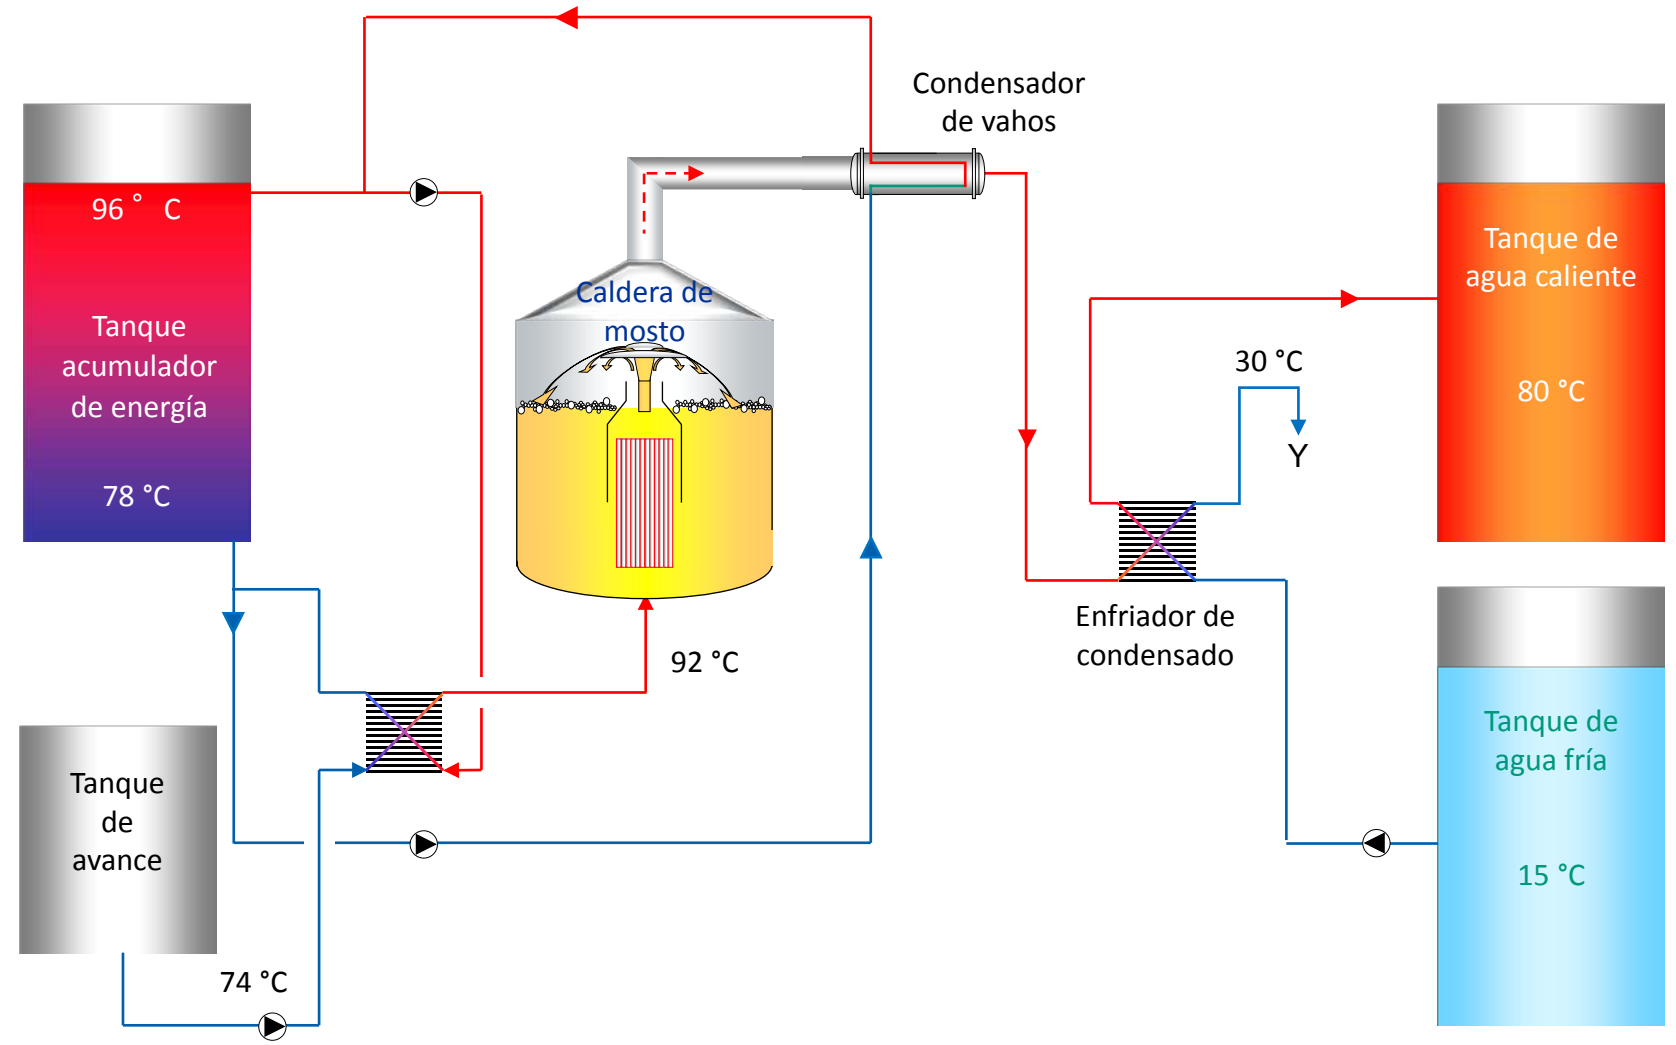 Condensador
de vahos
96 ° C
Tanque
acumulador
de energía
78 °C
Caldera de
mosto
92 °C
Tanque
de
avance
74 °C
Tanque de
agua caliente
80 °C
30 °C
Y
Enfriador de
condensado
Tanque de
agua fría
15 °C